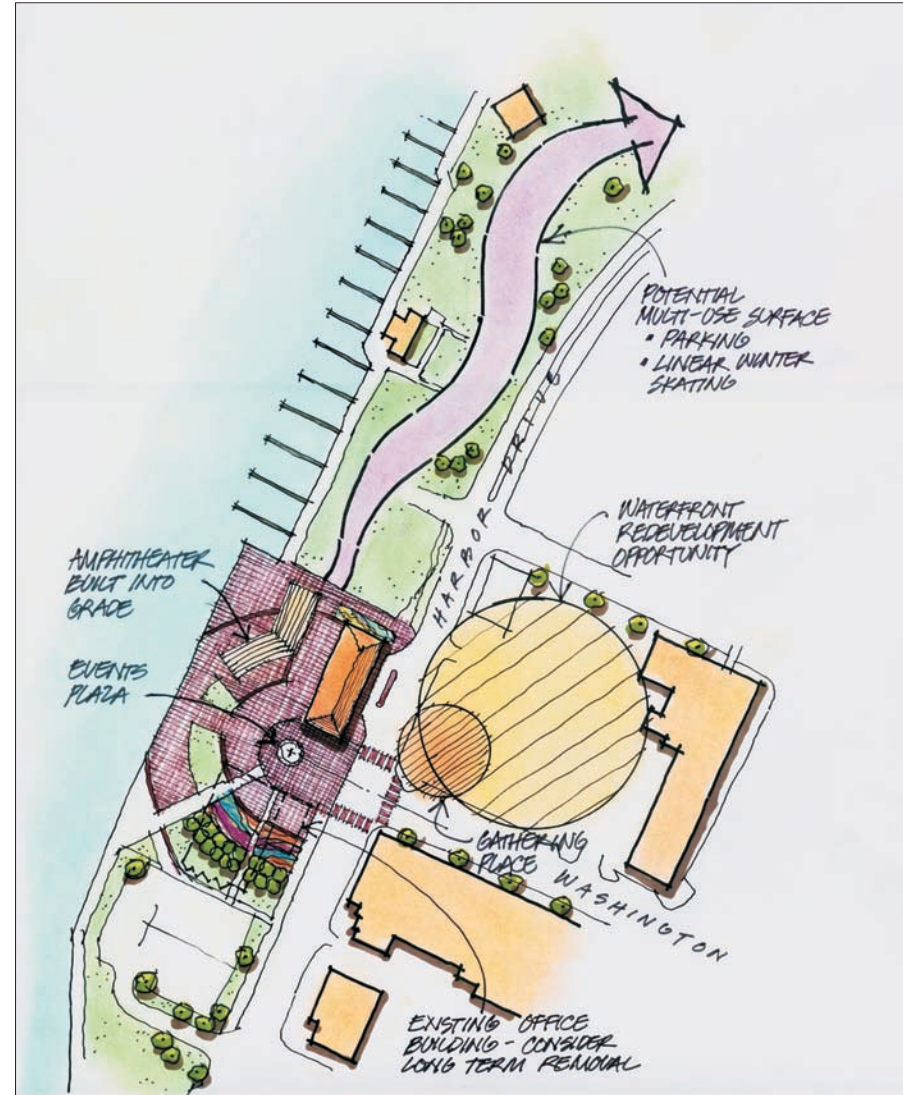 POTENTIAL
MULTI-USE SURFACE
• PARKING
• LINEAR WINTER
SKATING
HARBOR DRIVE
WATERFRONT
REDEVELOPMENT
OPPORTUNITY
AMPHITHEATER
BUILT INTO
GRADE
EVENTS
PLAZA
GATHERING
PLACE
WASHINGTON
EXISTING OFFICE
BUILDING - CONSIDER
LONG TERM REMOVAL